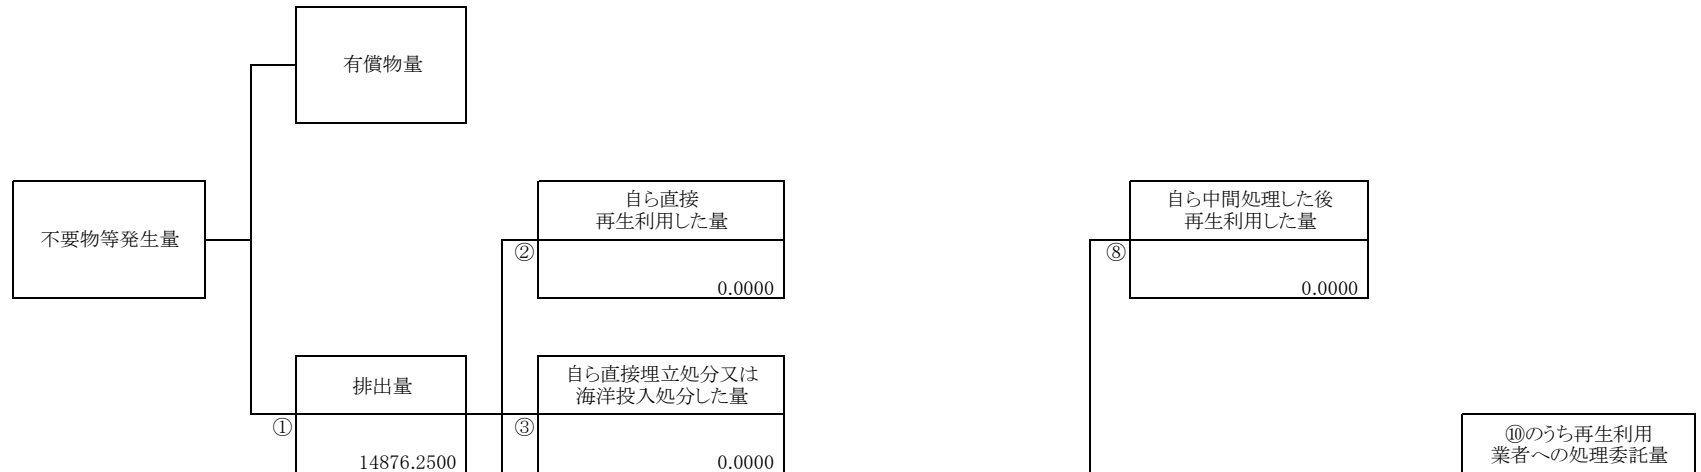 有償物量
不要物等発生量
自ら直接
再生利用した量
②
0.0000
自ら中間処理した後
再生利用した量
⑧
0.0000
排出量
①
14876.2500
自ら直接埋立処分又は
海洋投入処分した量
③
0.0000
⑩のうち再生利用
業者への処理委託量